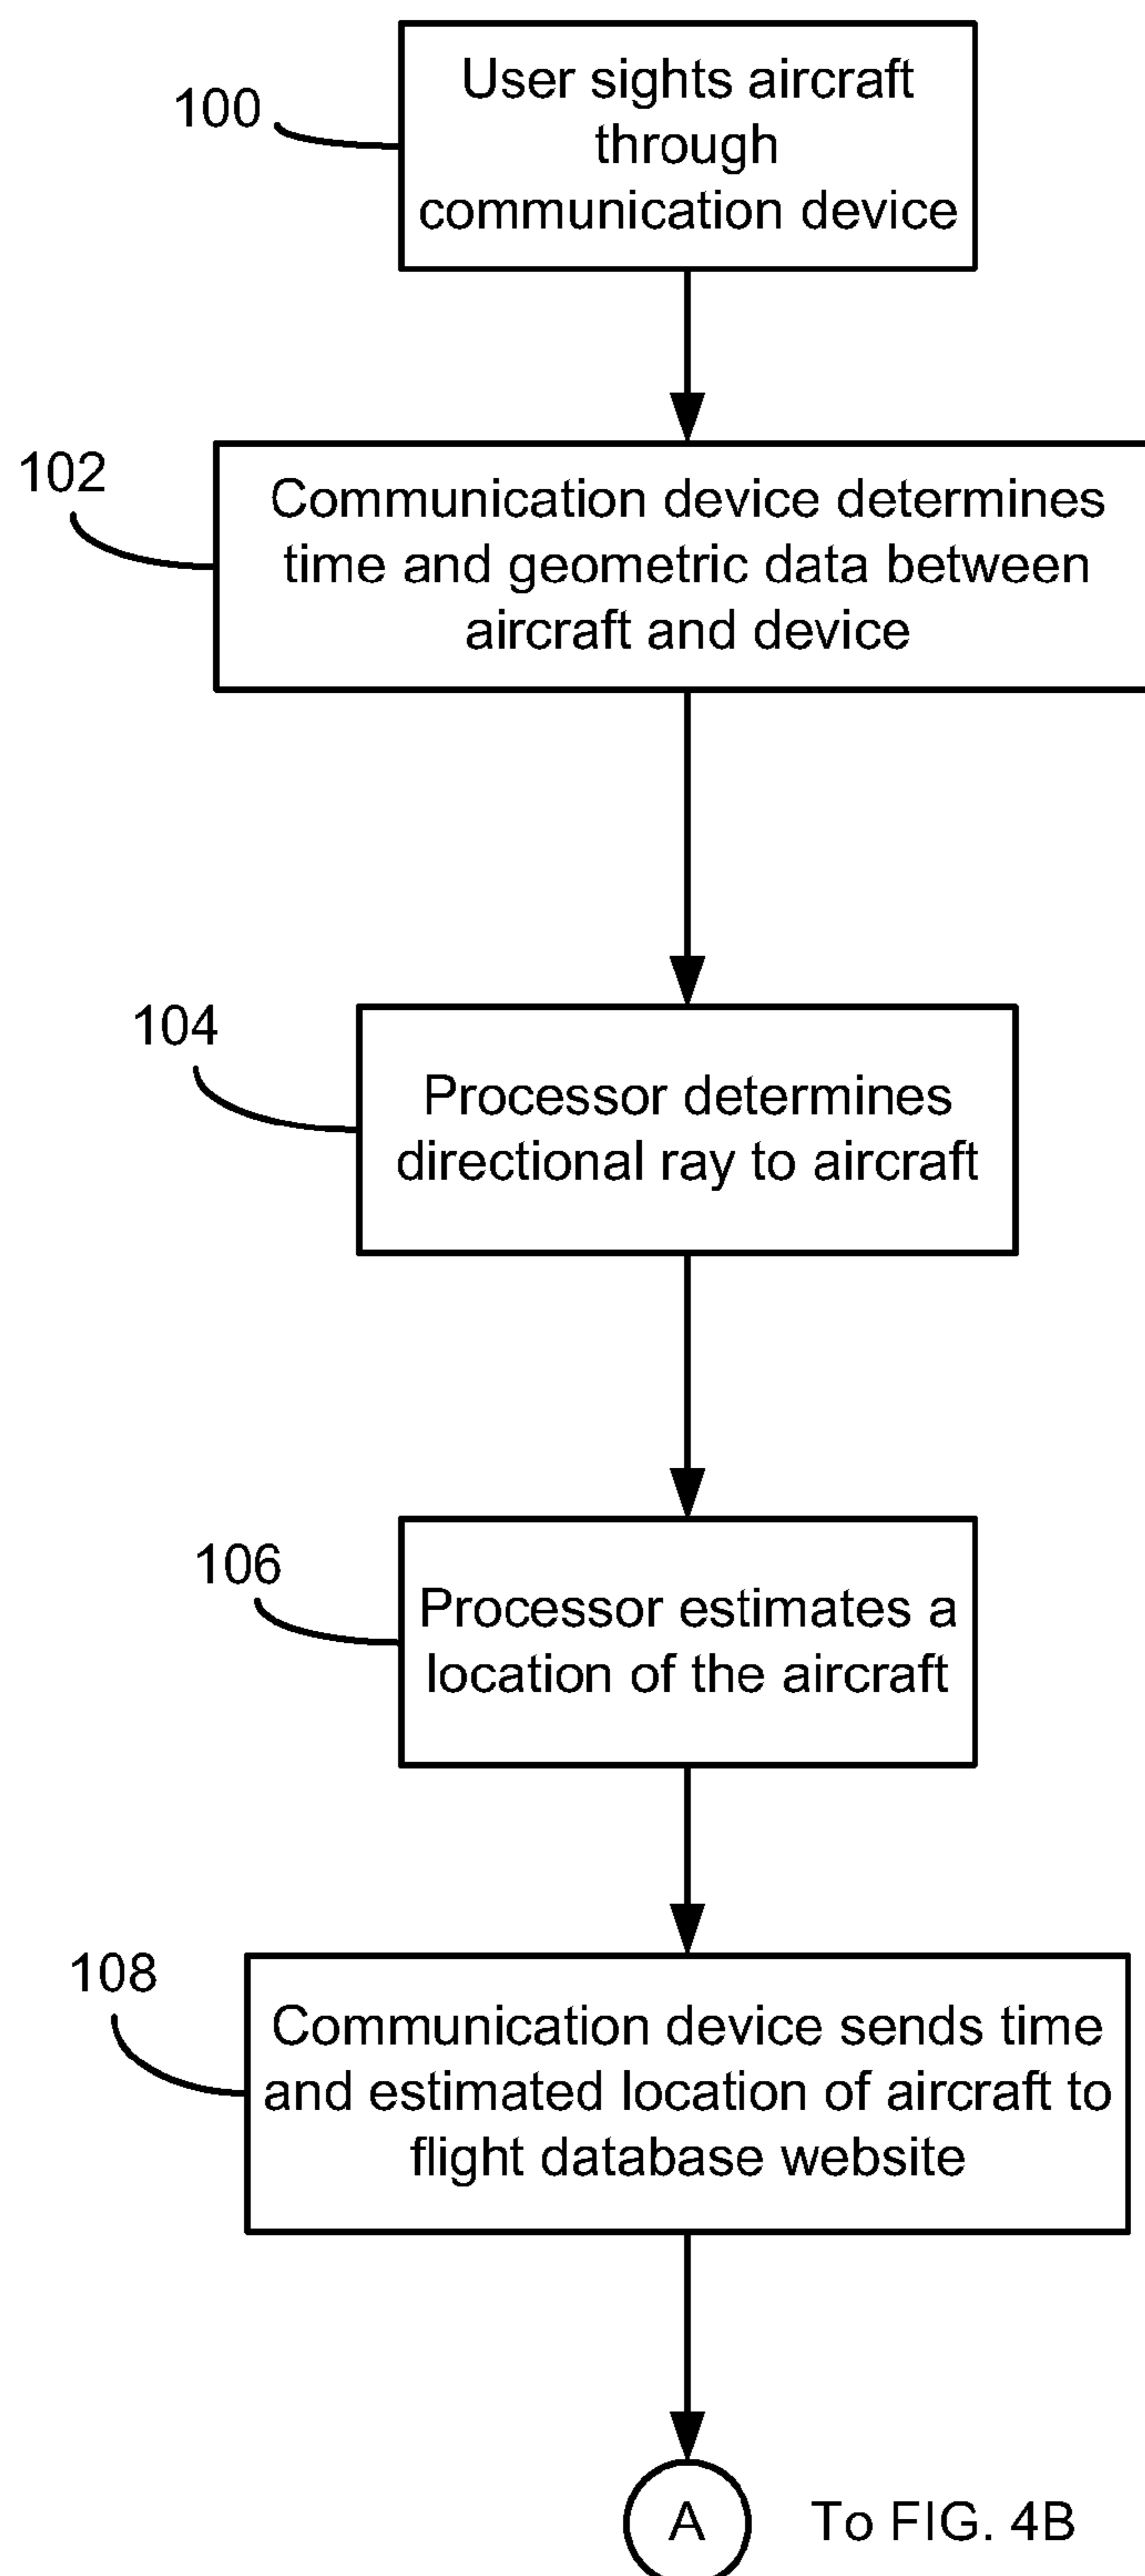 100
User sights aircraft
through
communication device
102
Communication device determines
time and geometric data between
aircraft and device
104
Processor determines
directional ray to aircraft
106
Processor estimates a
location of the aircraft
108
Communication device sends time
and estimated location of aircraft to
flight database website
A To FIG. 4B